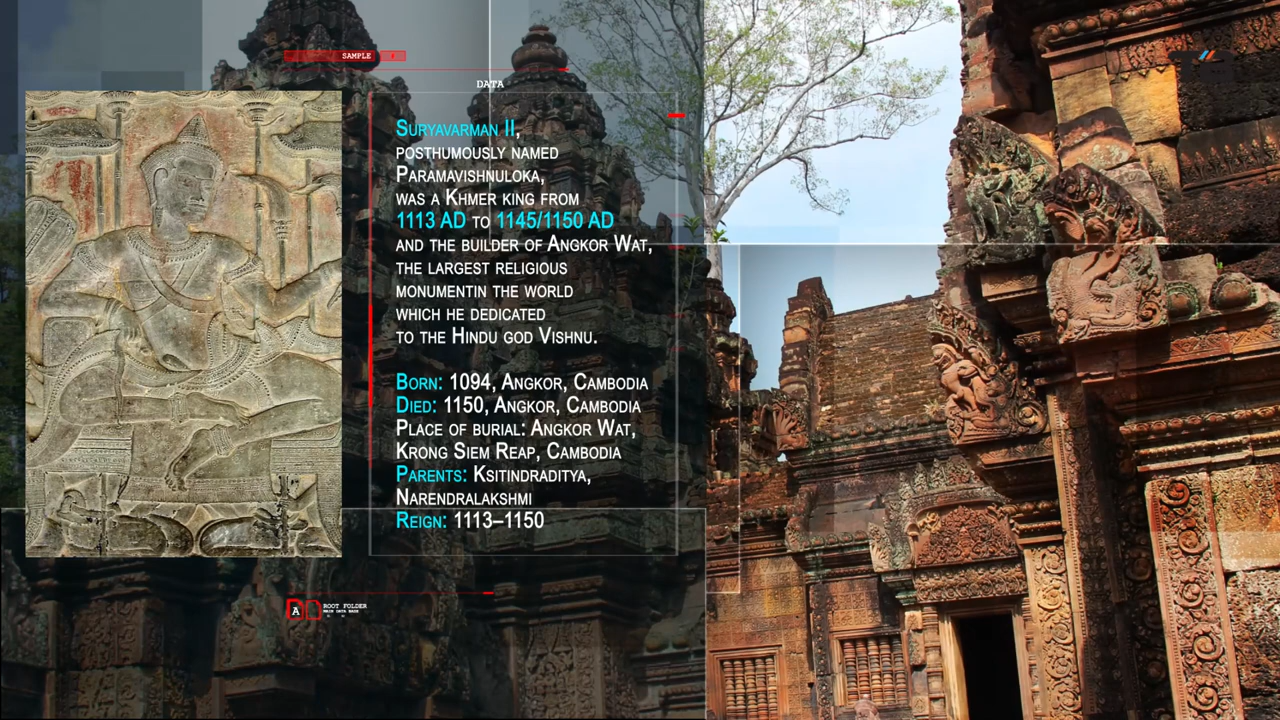 SAMPLE
DATA
Suryavarman II,
posthumously named
Paramavishnuloka,
was a Khmer king from
1113 AD to 1145/1150 AD
and the builder of Angkor Wat,
the largest religious
monumentin the world
which he dedicated
to the Hindu god Vishnu.
Born: 1094, Angkor, Cambodia
Died: 1150, Angkor, Cambodia
Place of burial: Angkor Wat,
Krong Siem Reap, Cambodia
Parents: Ksitindraditya,
Narendralakshmi
Reign: 1113–1150
A
ROOT FOLDER
MAIN DATA BASE